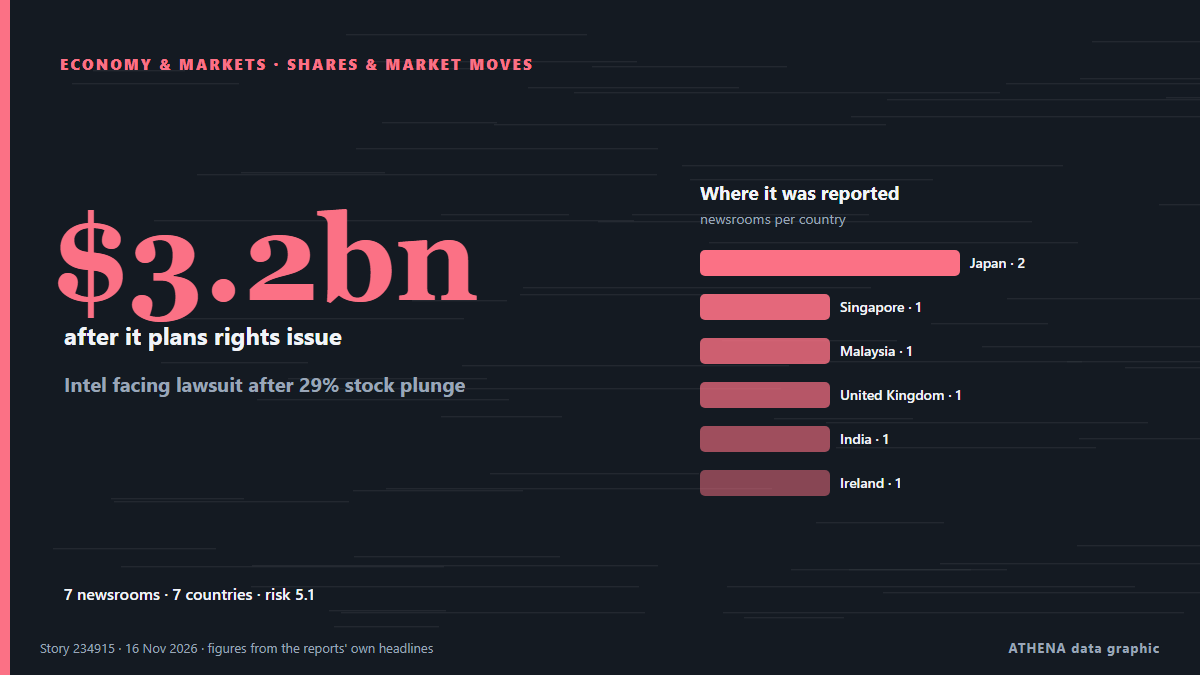 ECONOMY & MARKETS · SHARES & MARKET MOVES
$3.2bn
after it plans rights issue
Intel facing lawsuit after 29% stock plunge
Where it was reported
newsrooms per country
Japan · 2
Singapore · 1
Malaysia · 1
United Kingdom · 1
India · 1
Ireland · 1
7 newsrooms · 7 countries · risk 5.1
Story 234915 · 16 Nov 2026 · figures from the reports' own headlines
ATHENA data graphic